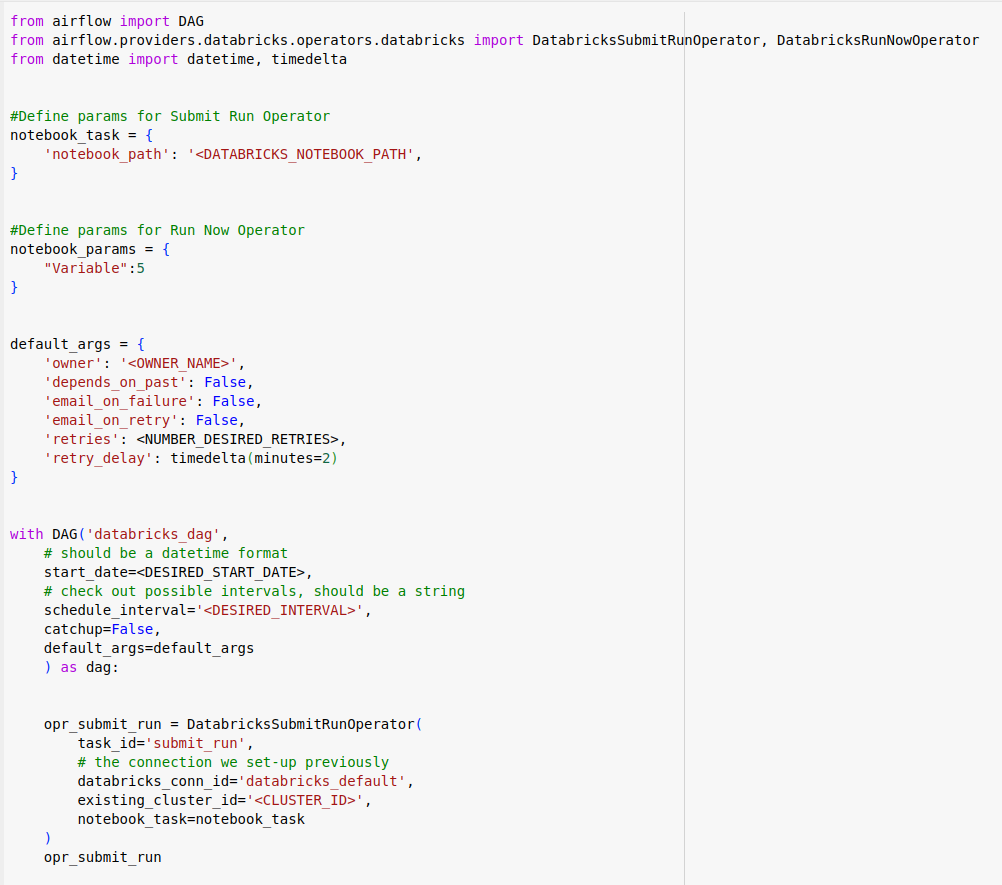 from airflow import DAG
from airflow.providers.databricks.operators.databricks import DatabricksSubmitRunOperator, DatabricksRunNowOperator
from datetime import datetime, timedelta
#Define params for Submit Run Operator
notebook_task = {
    'notebook_path': '<DATABRICKS_NOTEBOOK_PATH',
}
#Define params for Run Now Operator
notebook_params = {
    "Variable":5
}
default_args = {
    'owner': '<OWNER_NAME>',
    'depends_on_past': False,
    'email_on_failure': False,
    'email_on_retry': False,
    'retries': <NUMBER_DESIRED_RETRIES>,
    'retry_delay': timedelta(minutes=2)
}
with DAG('databricks_dag',
    # should be a datetime format
    start_date=<DESIRED_START_DATE>,
    # check out possible intervals, should be a string
    schedule_interval='<DESIRED_INTERVAL>',
    catchup=False,
    default_args=default_args
    ) as dag:
    opr_submit_run = DatabricksSubmitRunOperator(
        task_id='submit_run',
        # the connection we set-up previously
        databricks_conn_id='databricks_default',
        existing_cluster_id='<CLUSTER_ID>',
        notebook_task=notebook_task
    )
    opr_submit_run